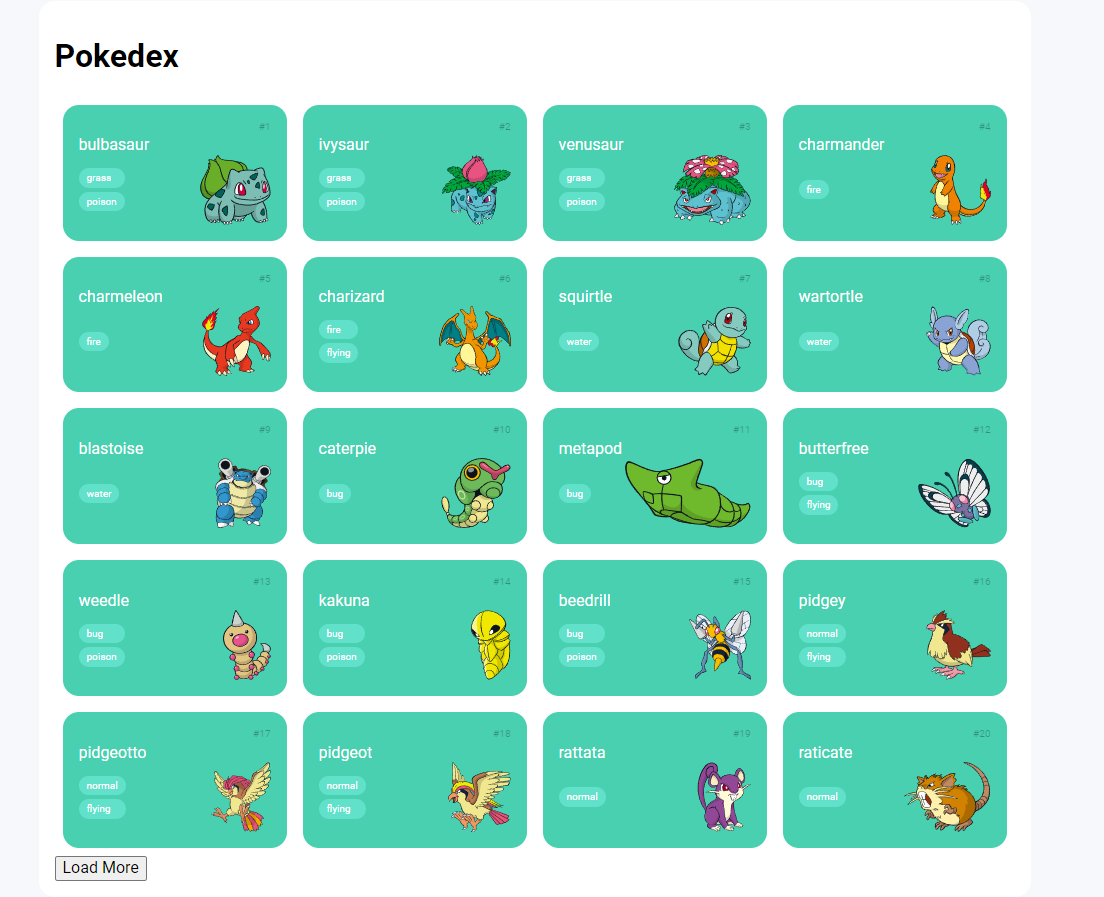 Pokedex
#1
bulbasaur
grass
poison
#2
ivysaur
grass
poison
#3
venusaur
grass
poison
#4
charmander
fire
#5
charmeleon
fire
#6
charizard
fire
flying
#7
squirtle
water
#8
wartortle
water
#9
blastoise
water
#10
caterpie
bug
#11
metapod
bug
#12
butterfree
bug
flying
#13
weedle
bug
poison
#14
kakuna
bug
poison
#15
beedrill
bug
poison
#16
pidgey
normal
flying
#17
pidgeotto
normal
flying
#18
pidgeot
normal
flying
#19
rattata
normal
#20
raticate
normal
Load More